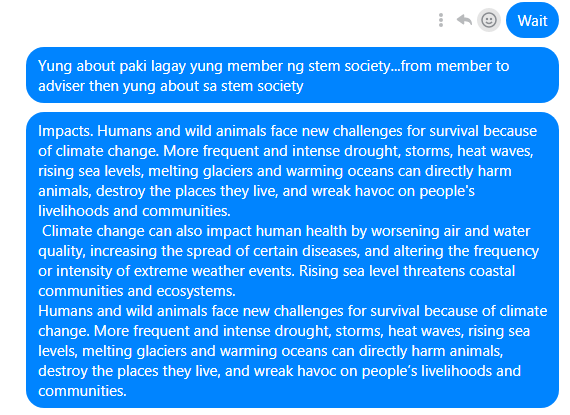 Wait
Yung about paki lagay yung member ng stem society...from member to
adviser then yung about sa stem society
Impacts. Humans and wild animals face new challenges for survival because
of climate change. More frequent and intense drought, storms, heat waves,
rising sea levels, melting glaciers and warming oceans can directly harm
animals, destroy the places they live, and wreak havoc on people's
livelihoods and communities.
Climate change can also impact human health by worsening air and water
quality, increasing the spread of certain diseases, and altering the frequency
or intensity of extreme weather events. Rising sea level threatens coastal
communities and ecosystems.
Humans and wild animals face new challenges for survival because of climate
change. More frequent and intense drought, storms, heat waves, rising sea
levels, melting glaciers and warming oceans can directly harm animals,
destroy the places they live, and wreak havoc on people's livelihoods and
communities.